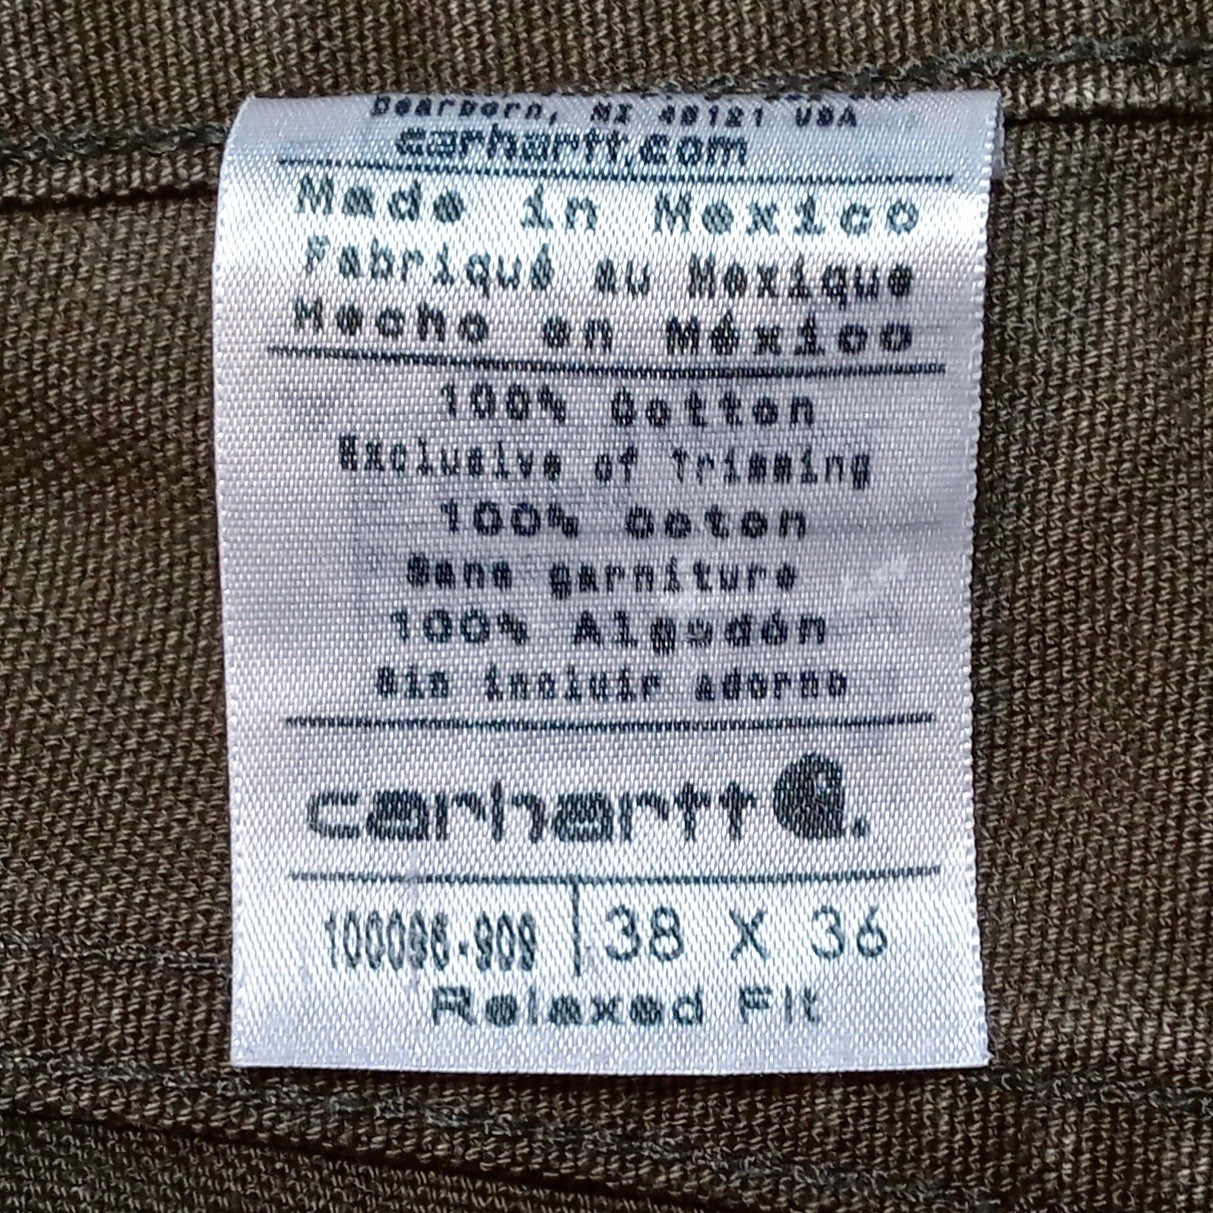 Dearborn, MI 48121 USA
carhartt.com
Made in Mexico
Fabriqué au Mexique
Hecho en México
100% Cotton
Exclusive of Trimming
100% Coton
Sans garniture
100% Algodón
Sin incluir adorno
carhartt.
100096-909 | 38 X 36
Relaxed Fit